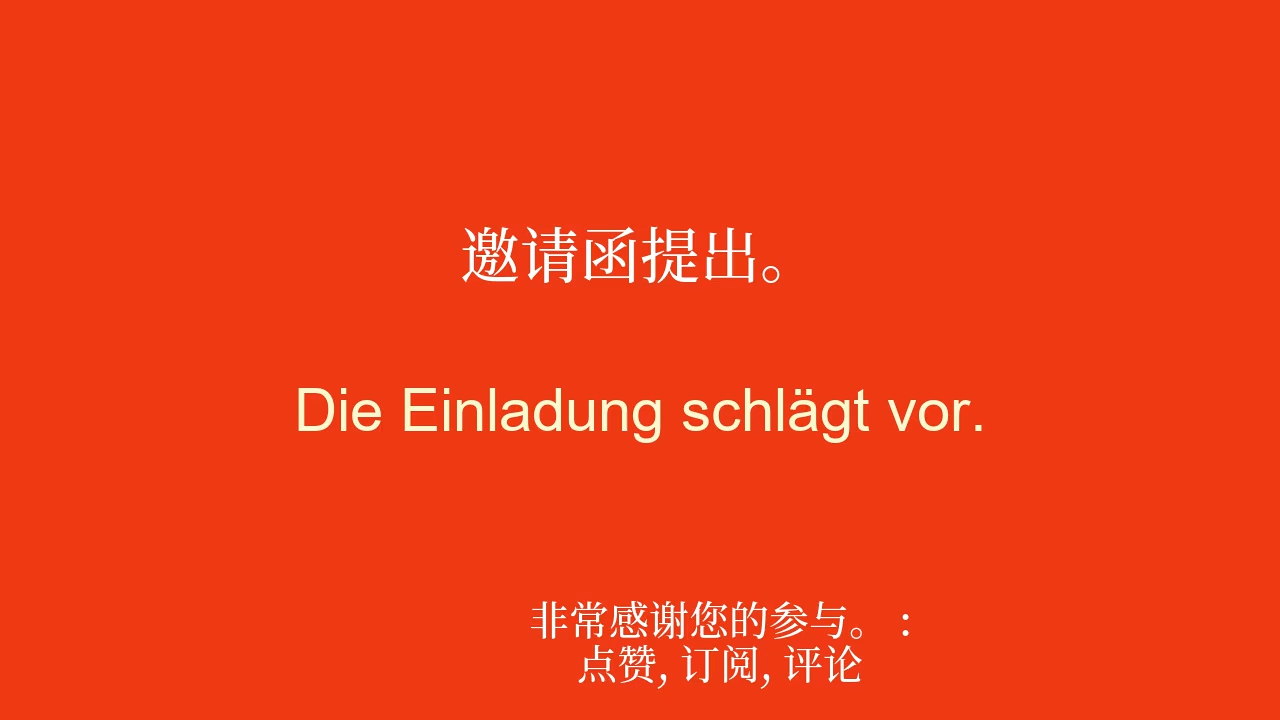 邀请函提出。
Die Einladung schlägt vor.
非常感谢您的参与。 :
点赞, 订阅, 评论